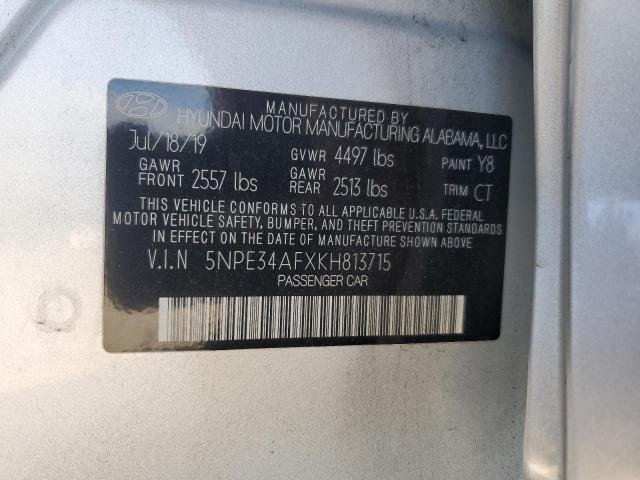 MANUFACTURED BY
HYUNDAI MOTOR MANUFACTURING ALABAMA, LLC
Jul/18/19 GVWR 4497 lbs PAINT Y8
GAWR FRONT 2557 lbs GAWR REAR 2513 lbs TRIM CT
THIS VEHICLE CONFORMS TO ALL APPLICABLE U.S.A. FEDERAL
MOTOR VEHICLE SAFETY, BUMPER, AND THEFT PREVENTION STANDARDS
IN EFFECT ON THE DATE OF MANUFACTURE SHOWN ABOVE.
V.I.N 5NPE34AFXKH813715
PASSENGER CAR